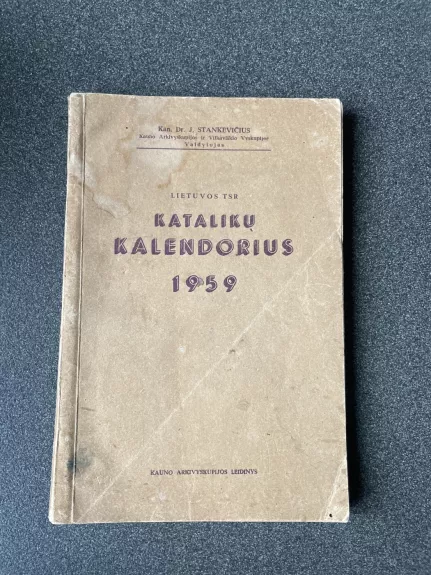 Kan. Dr. J. STANKEVIČIUS
Kauno Arkivyskupijos ir Vilkaviškio Vyskupijos
Valdytojas
LIETUVOS TSR
KATALIKŲ
KALENDORIUS
1959
KAUNO ARKIVYSKUPIJOS LEIDINYS